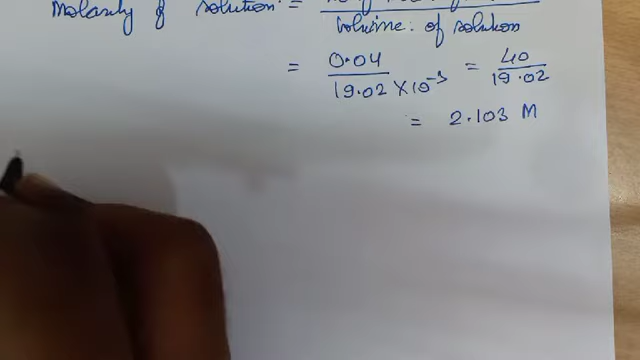 Molarity of solution =
volume. of solution
= 0.04 / 19.02 × 10⁻³ = 40 / 19.02
= 2.103 M